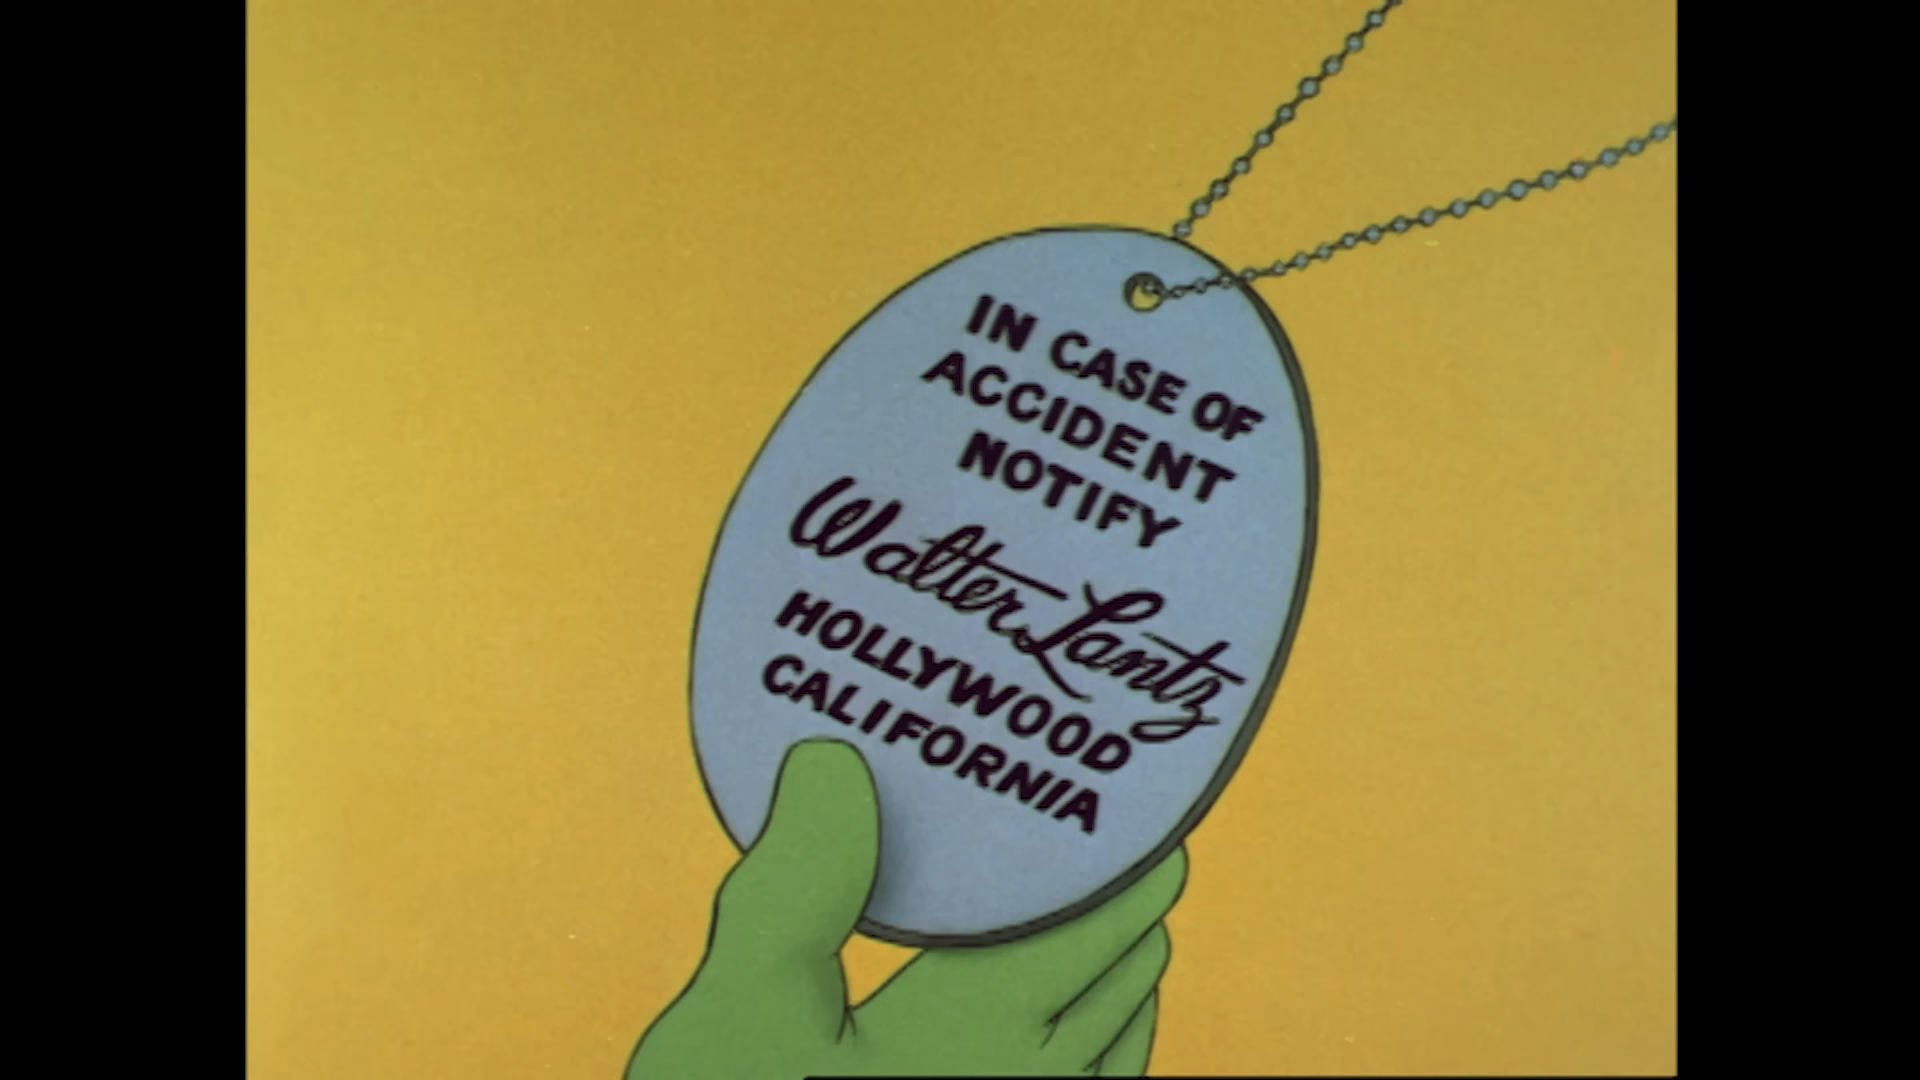 IN CASE OF
ACCIDENT
NOTIFY
Walter Lantz
HOLLYWOOD
CALIFORNIA